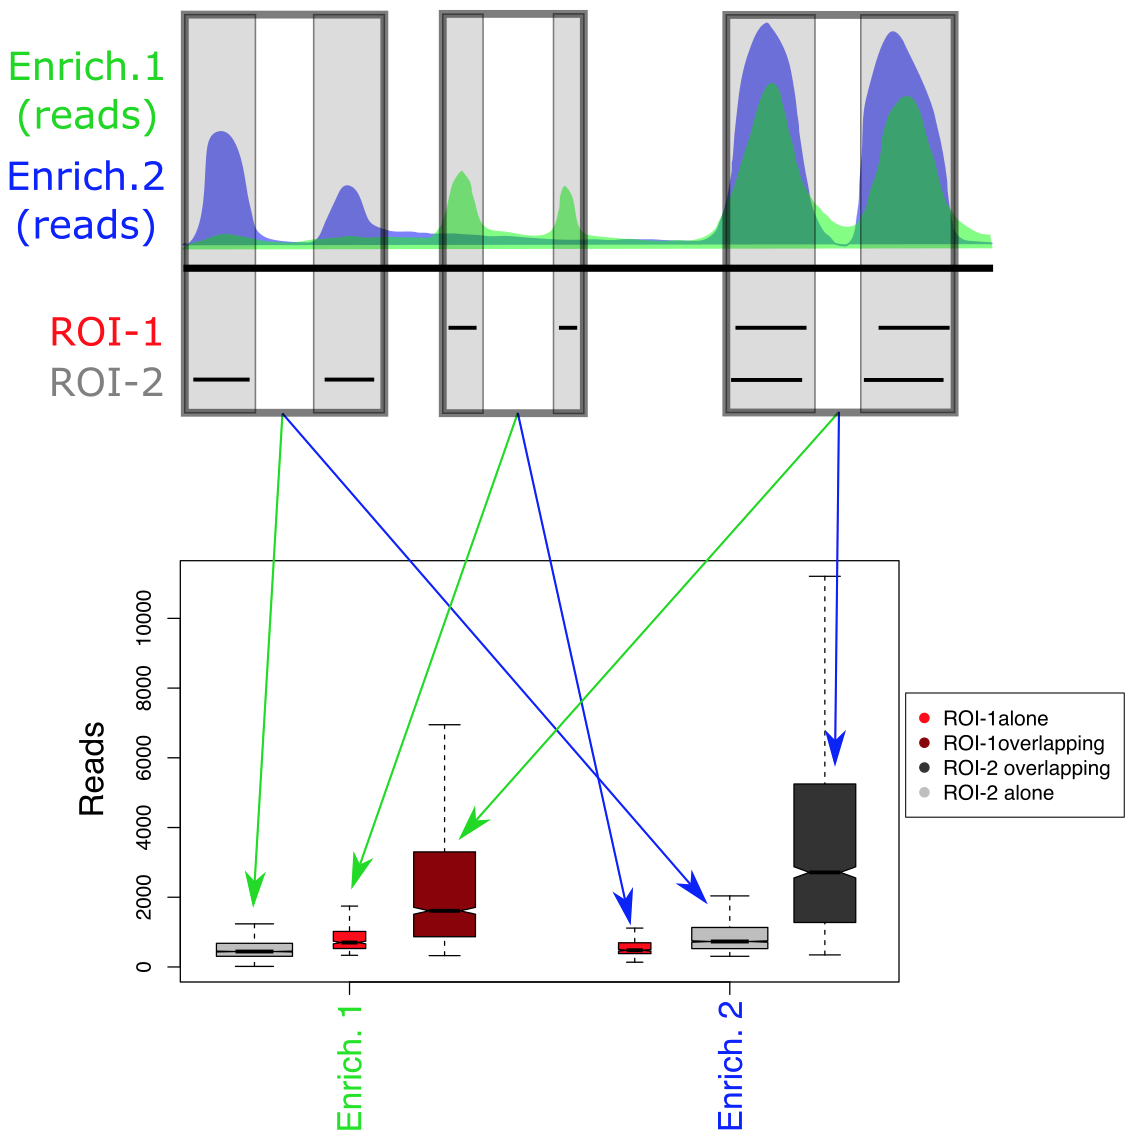 Enrich.1
(reads)
Enrich.2
(reads)
ROI-1
ROI-2
10000
8000
6000
4000
2000
0
Reads
ROI-1alone
ROI-1overlapping
ROI-2 overlapping
ROI-2 alone
Enrich. 1
Enrich. 2